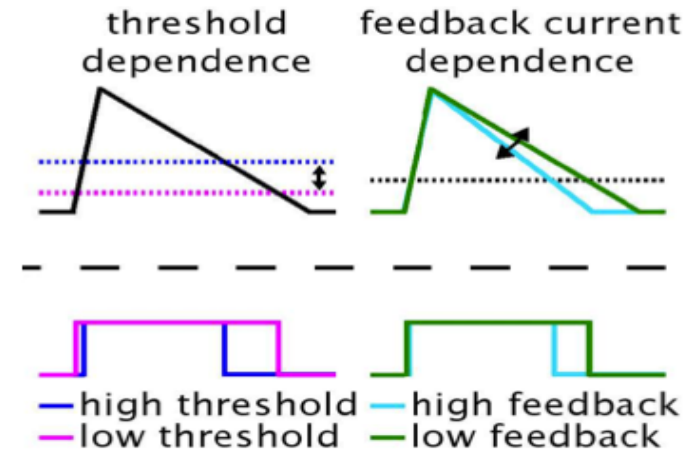 threshold
dependence
feedback current
dependence
high threshold
low threshold
high feedback
low feedback